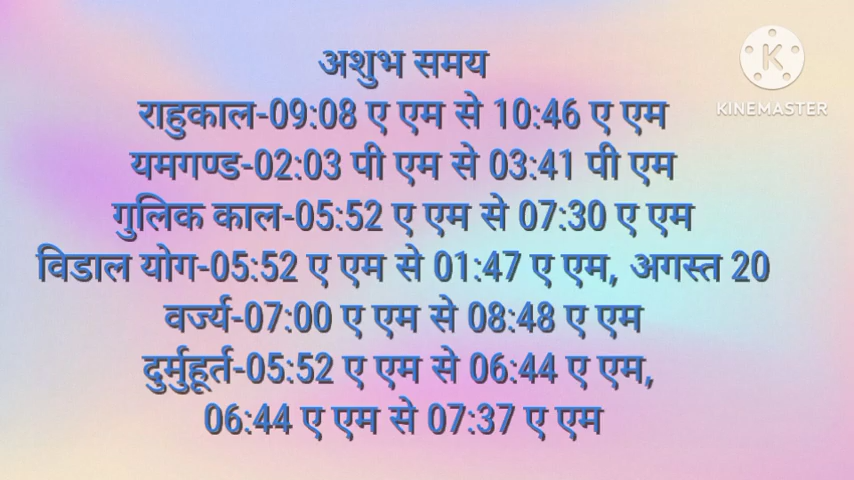 अशुभ समय
K
KINEMASTER
राहुकाल-09:08 ए एम से 10:46 ए एम
यमगण्ड-02:03 पी एम से 03:41 पी एम
गुलिक काल-05:52 ए एम से 07:30 ए एम
विडाल योग-05:52 ए एम से 01:47 ए एम, अगस्त 20
वर्ज्य-07:00 ए एम से 08:48 ए एम
दुर्मुहूर्त-05:52 ए एम से 06:44 ए एम,
06:44 ए एम से 07:37 ए एम